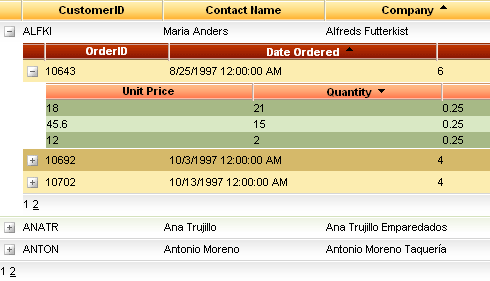 CustomerID Contact Name Company
ALFKI Maria Anders Alfreds Futterkist
OrderID Date Ordered
10643 8/25/1997 12:00:00 AM 6
Unit Price Quantity
18 21 0.25
45.6 15 0.25
12 2 0.25
10692 10/3/1997 12:00:00 AM 4
10702 10/13/1997 12:00:00 AM 4
1 2
ANATR Ana Trujillo Ana Trujillo Emparedados
ANTON Antonio Moreno Antonio Moreno Taquería
1 2